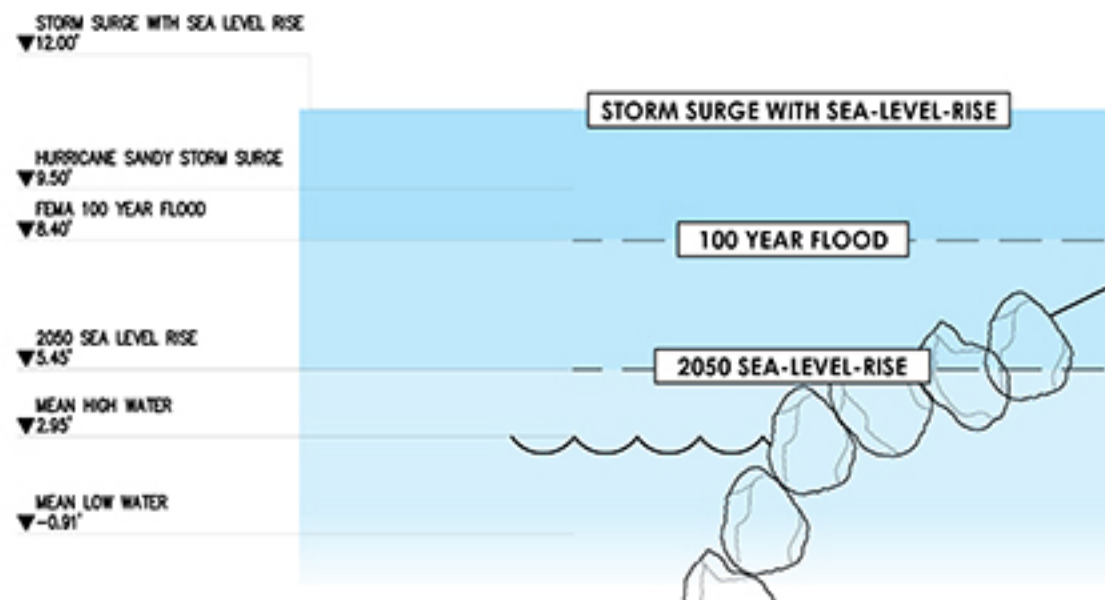 STORM SURGE WITH SEA LEVEL RISE
▼12.00'
STORM SURGE WITH SEA-LEVEL-RISE
HURRICANE SANDY STORM SURGE
▼9.50'
FEMA 100 YEAR FLOOD
▼8.40'
100 YEAR FLOOD
2050 SEA LEVEL RISE
▼5.45'
2050 SEA-LEVEL-RISE
MEAN HIGH WATER
▼2.95'
MEAN LOW WATER
▼-0.91'